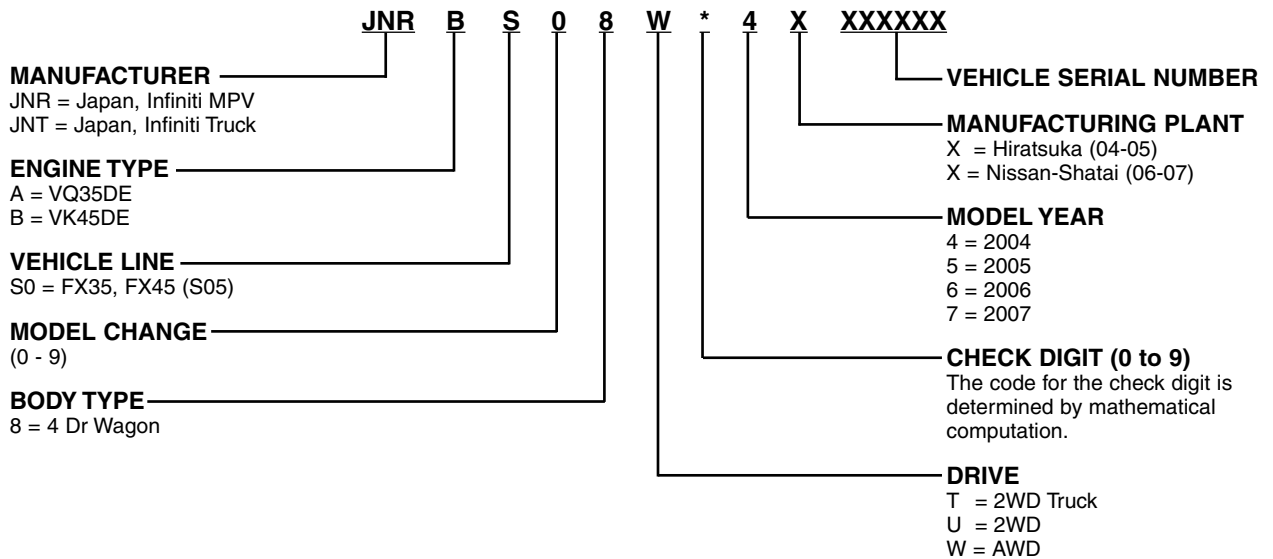 JNR B S 0 8 W * 4 X XXXXXX
MANUFACTURER
JNR = Japan, Infiniti MPV
JNT = Japan, Infiniti Truck
ENGINE TYPE
A = VQ35DE
B = VK45DE
VEHICLE LINE
S0 = FX35, FX45 (S05)
MODEL CHANGE
(0 - 9)
BODY TYPE
8 = 4 Dr Wagon
VEHICLE SERIAL NUMBER
MANUFACTURING PLANT
X = Hiratsuka (04-05)
X = Nissan-Shatai (06-07)
MODEL YEAR
4 = 2004
5 = 2005
6 = 2006
7 = 2007
CHECK DIGIT (0 to 9)
The code for the check digit is
determined by mathematical
computation.
DRIVE
T = 2WD Truck
U = 2WD
W = AWD